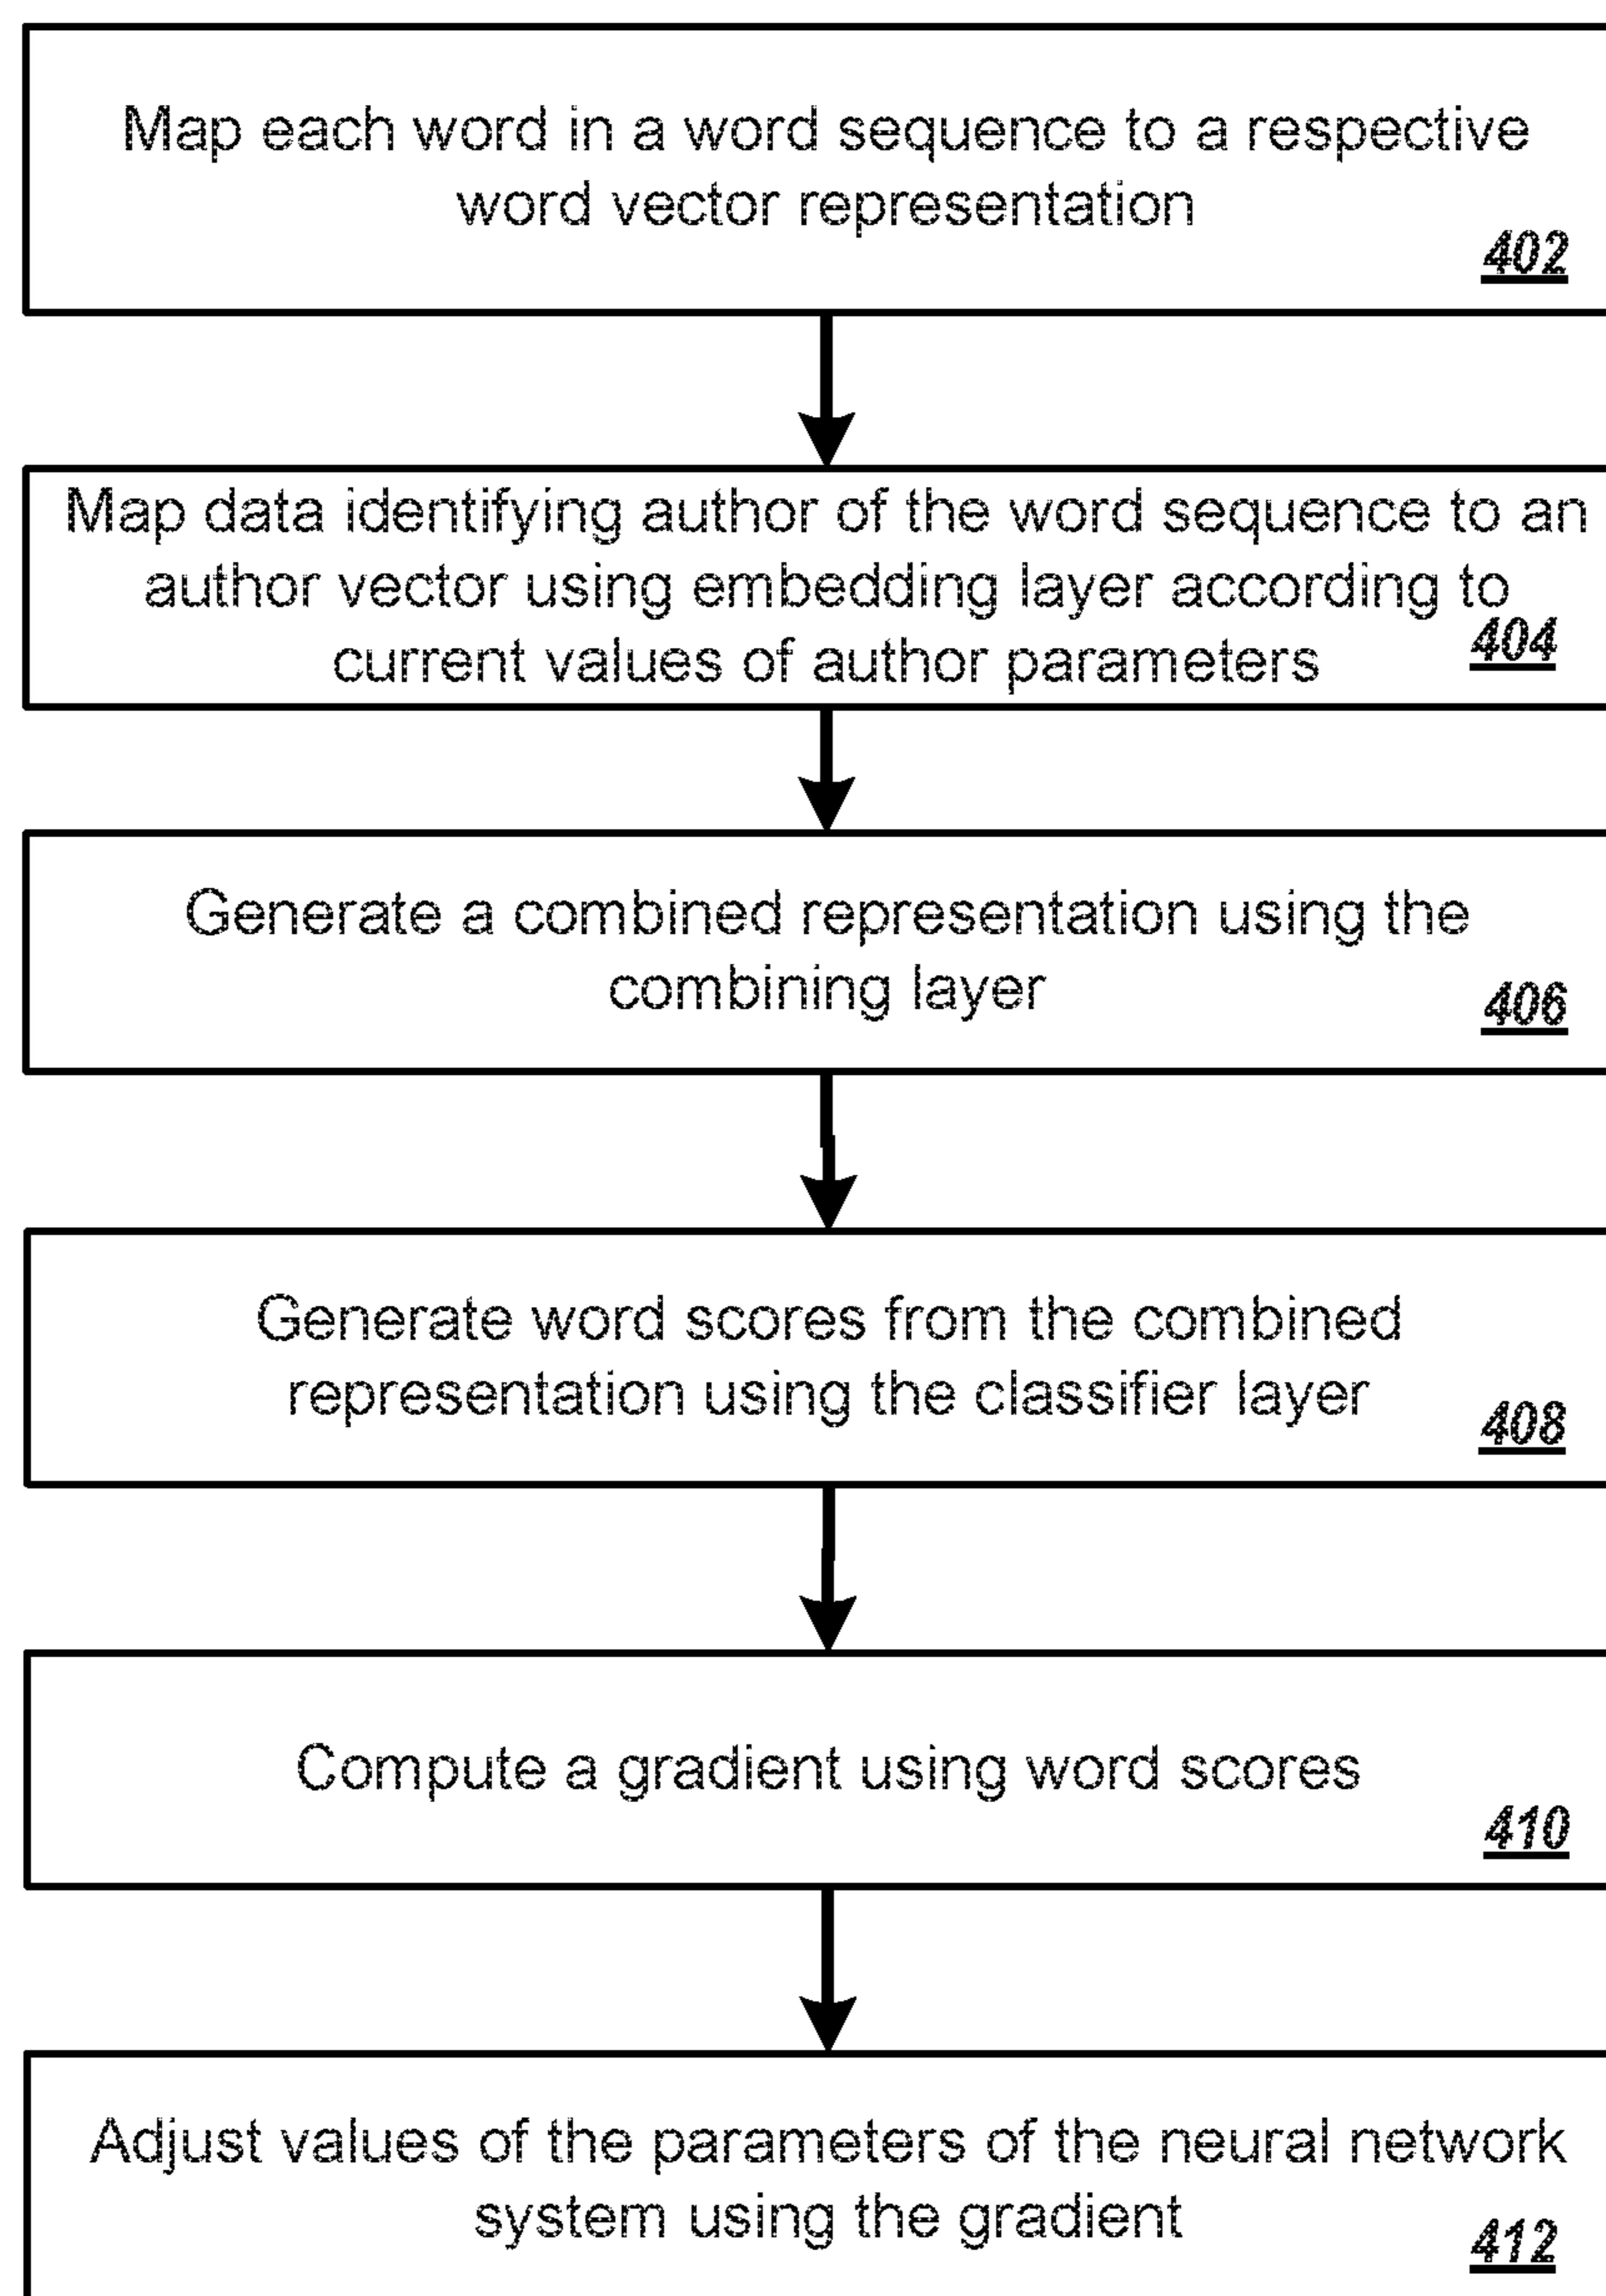 Map each word in a word sequence to a respective
word vector representation
402
Map data identifying author of the word sequence to an
author vector using embedding layer according to
current values of author parameters
404
Generate a combined representation using the
combining layer
406
Generate word scores from the combined
representation using the classifier layer
408
Compute a gradient using word scores
410
Adjust values of the parameters of the neural network
system using the gradient
412